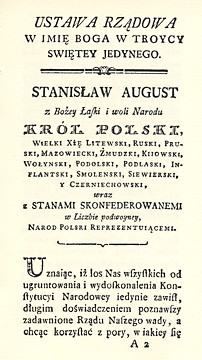 USTAWA RZĄDOWA
W IMIĘ BOGA W TROYCY
SWIĘTEY JEDYNEGO.
STANISŁAW AUGUST
z Bożey Łaſki i woli Narodu
KRÓL POLSKI,
WIELKI XŻĘ LITEWSKI, RUSKI, PRU-
SKI, MAZOWIECKI, ŻMUDZKI, KIIOWSKI,
WOŁYNSKI, PODOLSKI, PODLASKI, IN-
FLANTSKI, SMOLENSKI, SIEWIERSKI,
Y CZERNIECHOWSKI,
wraz
z STANAMI SKONFEDEROWANEMI
w Liczbie podwoyney,
NAROD POLSKI REPREZENTUIĄCEMI.
Uznaiąc, iż los Nas wszyſtkich od
ugruntowania i wydoſkonalenia Kon-
ſtytucyi Narodowey iedynie zawisł,
długim doświadczeniem poznawszy
zadawnione Rządu Naſzego wady, a
chcąc korzyſtać z pory, w iakiey ſię
A 2